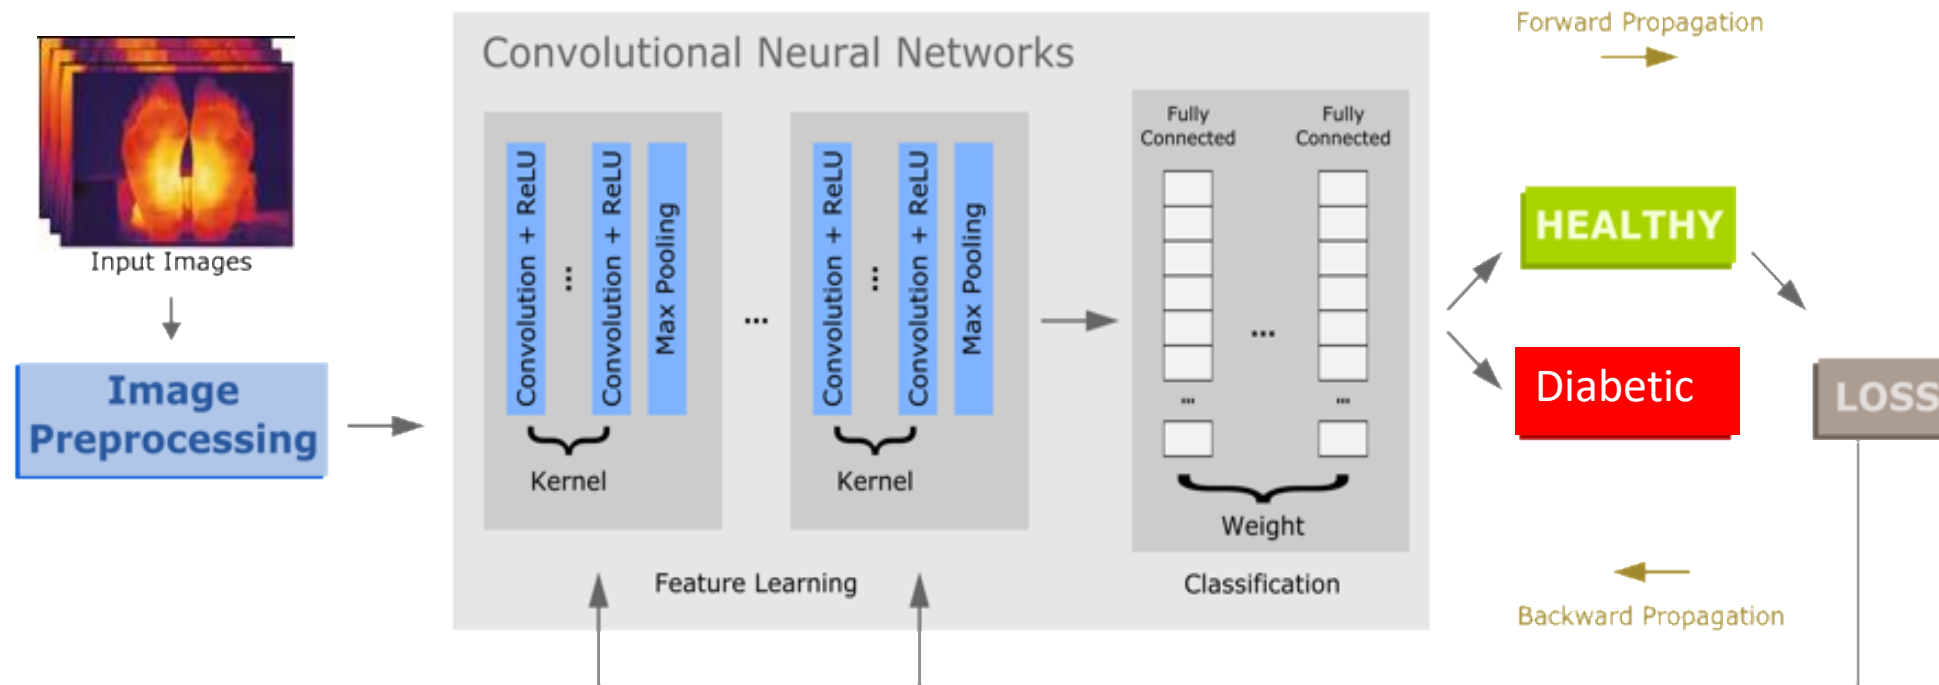 Input Images
Image
Preprocessing
Convolutional Neural Networks
Convolution + ReLU
...
Convolution + ReLU
Max Pooling
Kernel
...
Convolution + ReLU
...
Convolution + ReLU
Max Pooling
Kernel
Feature Learning
Fully
Connected
Fully
Connected
...
...
...
Weight
Classification
Forward Propagation
HEALTHY
Diabetic
LOSS
Backward Propagation